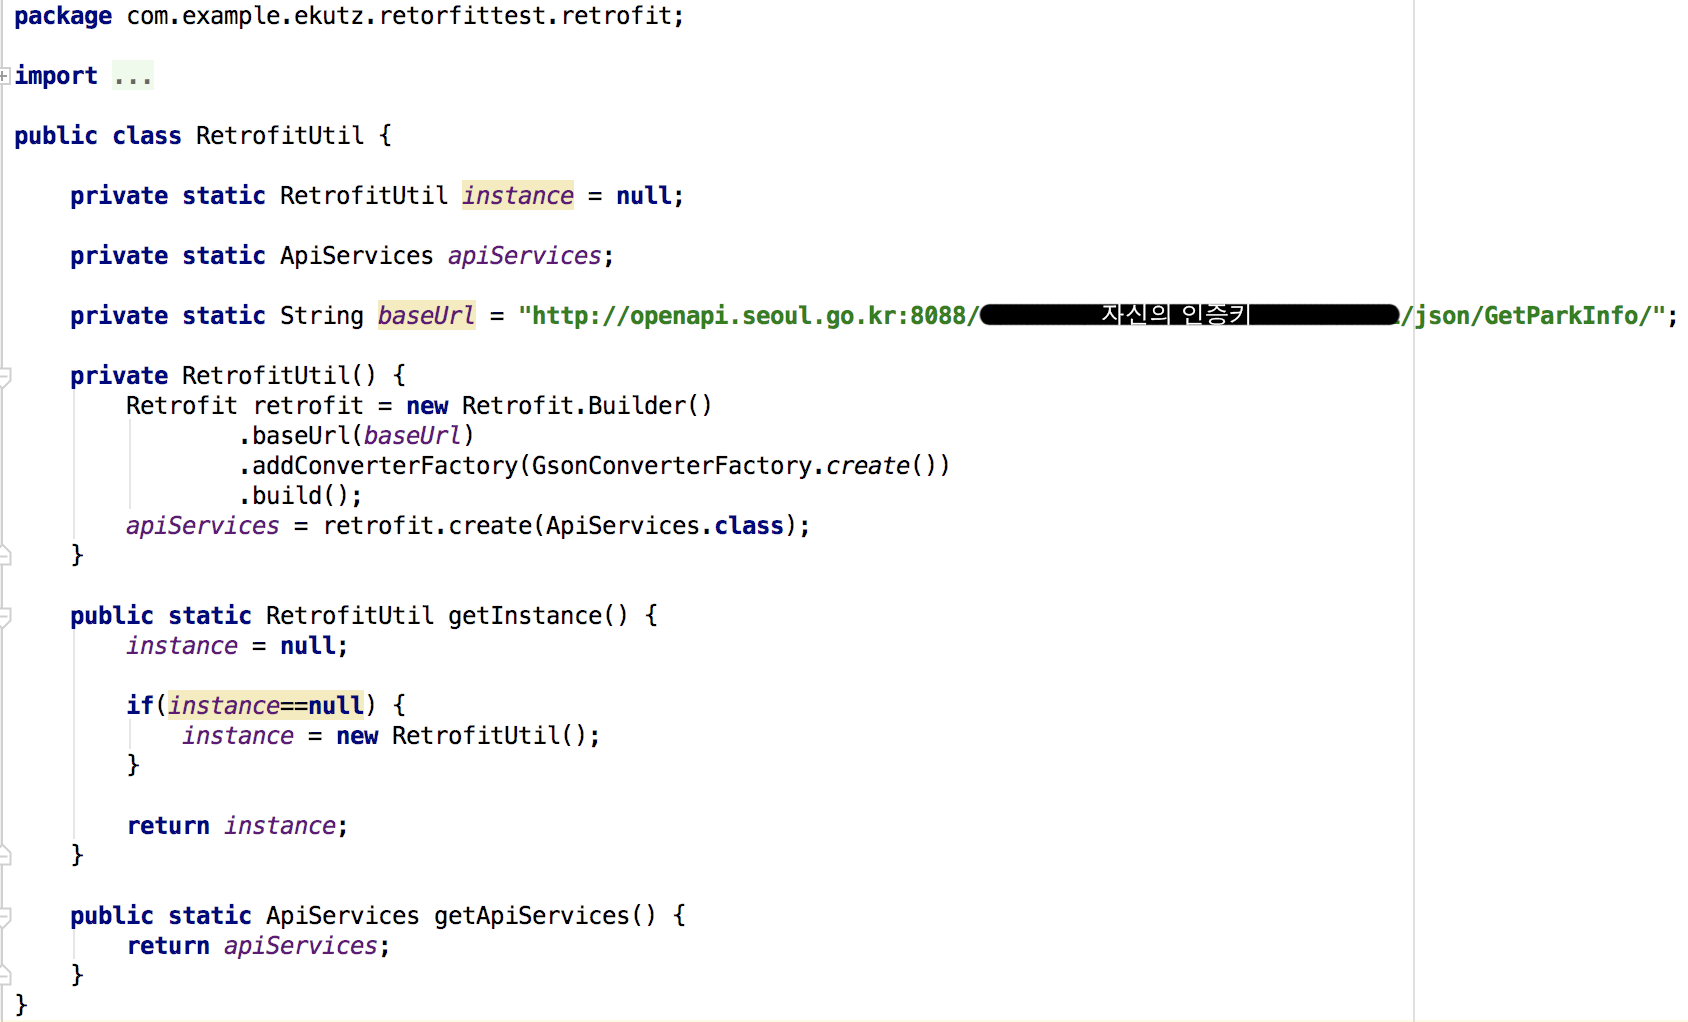 package com.example.ekutz.retorfittest.retrofit;
import ...
public class RetrofitUtil {
private static RetrofitUtil instance = null;
private static ApiServices apiServices;
private static String baseUrl = "http://openapi.seoul.go.kr:8088/자신의 인증키/json/GetParkInfo/";
private RetrofitUtil() {
Retrofit retrofit = new Retrofit.Builder()
.baseUrl(baseUrl)
.addConverterFactory(GsonConverterFactory.create())
.build();
apiServices = retrofit.create(ApiServices.class);
}
public static RetrofitUtil getInstance() {
instance = null;
if(instance==null) {
instance = new RetrofitUtil();
}
return instance;
}
public static ApiServices getApiServices() {
return apiServices;
}
}